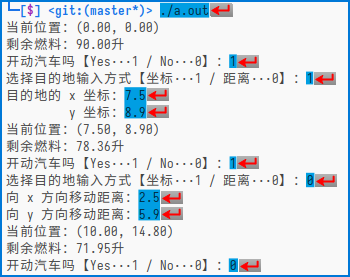 └─[$] <git:(master*)> ./a.out
当前位置：(0.00, 0.00)
剩余燃料：90.00升
开动汽车吗【Yes···1 / No···0】：1
选择目的地输入方式【坐标···1 / 距离···0】：1
目的地的 x 坐标：7.5
y 坐标：8.9
当前位置：(7.50, 8.90)
剩余燃料：78.36升
开动汽车吗【Yes···1 / No···0】：1
选择目的地输入方式【坐标···1 / 距离···0】：0
向 x 方向移动距离：2.5
向 y 方向移动距离：5.9
当前位置：(10.00, 14.80)
剩余燃料：71.95升
开动汽车吗【Yes···1 / No···0】：0